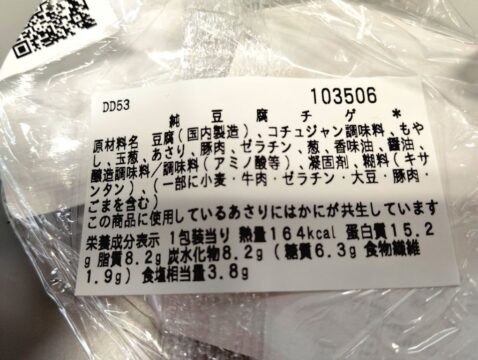 DD53 103506
純豆腐チゲ *
原材料名 豆腐(国内製造)、コチュジャン調味料、もや
し、玉葱、あさり、豚肉、ゼラチン、葱、香味油、醤油、
醸造調味料/調味料(アミノ酸等)、凝固剤、糊料(キサ
ンタン)、(一部に小麦・牛肉・ゼラチン・大豆・豚肉・
ごまを含む)
この商品に使用しているあさりにはかにが共生しています
栄養成分表示 1包装当り 熱量164kcal 蛋白質15.2
g 脂質8.2g 炭水化物8.2g(糖質6.3g 食物繊維
1.9g) 食塩相当量3.8g